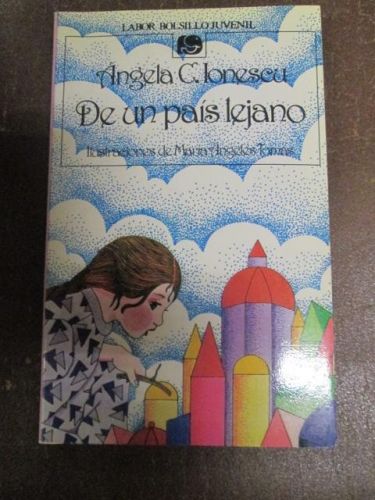 LABOR BOLSILLO JUVENIL
Ángela C. Ionescu
De un país lejano
Ilustraciones de María Ángeles Tomás